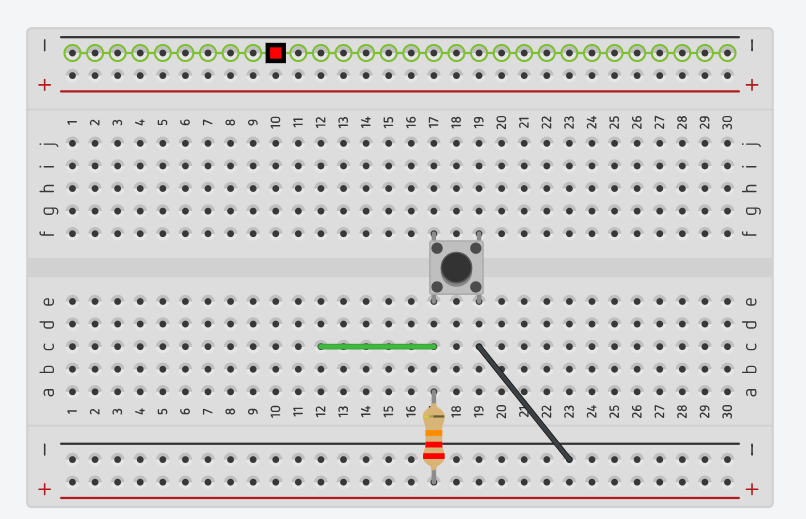 — —
+ +
1 2 3 4 5 6 7 8 9 10 11 12 13 14 15 16 17 18 19 20 21 22 23 24 25 26 27 28 29 30
j j
i i
h h
g g
f f
e e
d d
c c
b b
a a
1 2 3 4 5 6 7 8 9 10 11 12 13 14 15 16 17 18 19 20 21 22 23 24 25 26 27 28 29 30
— —
+ +